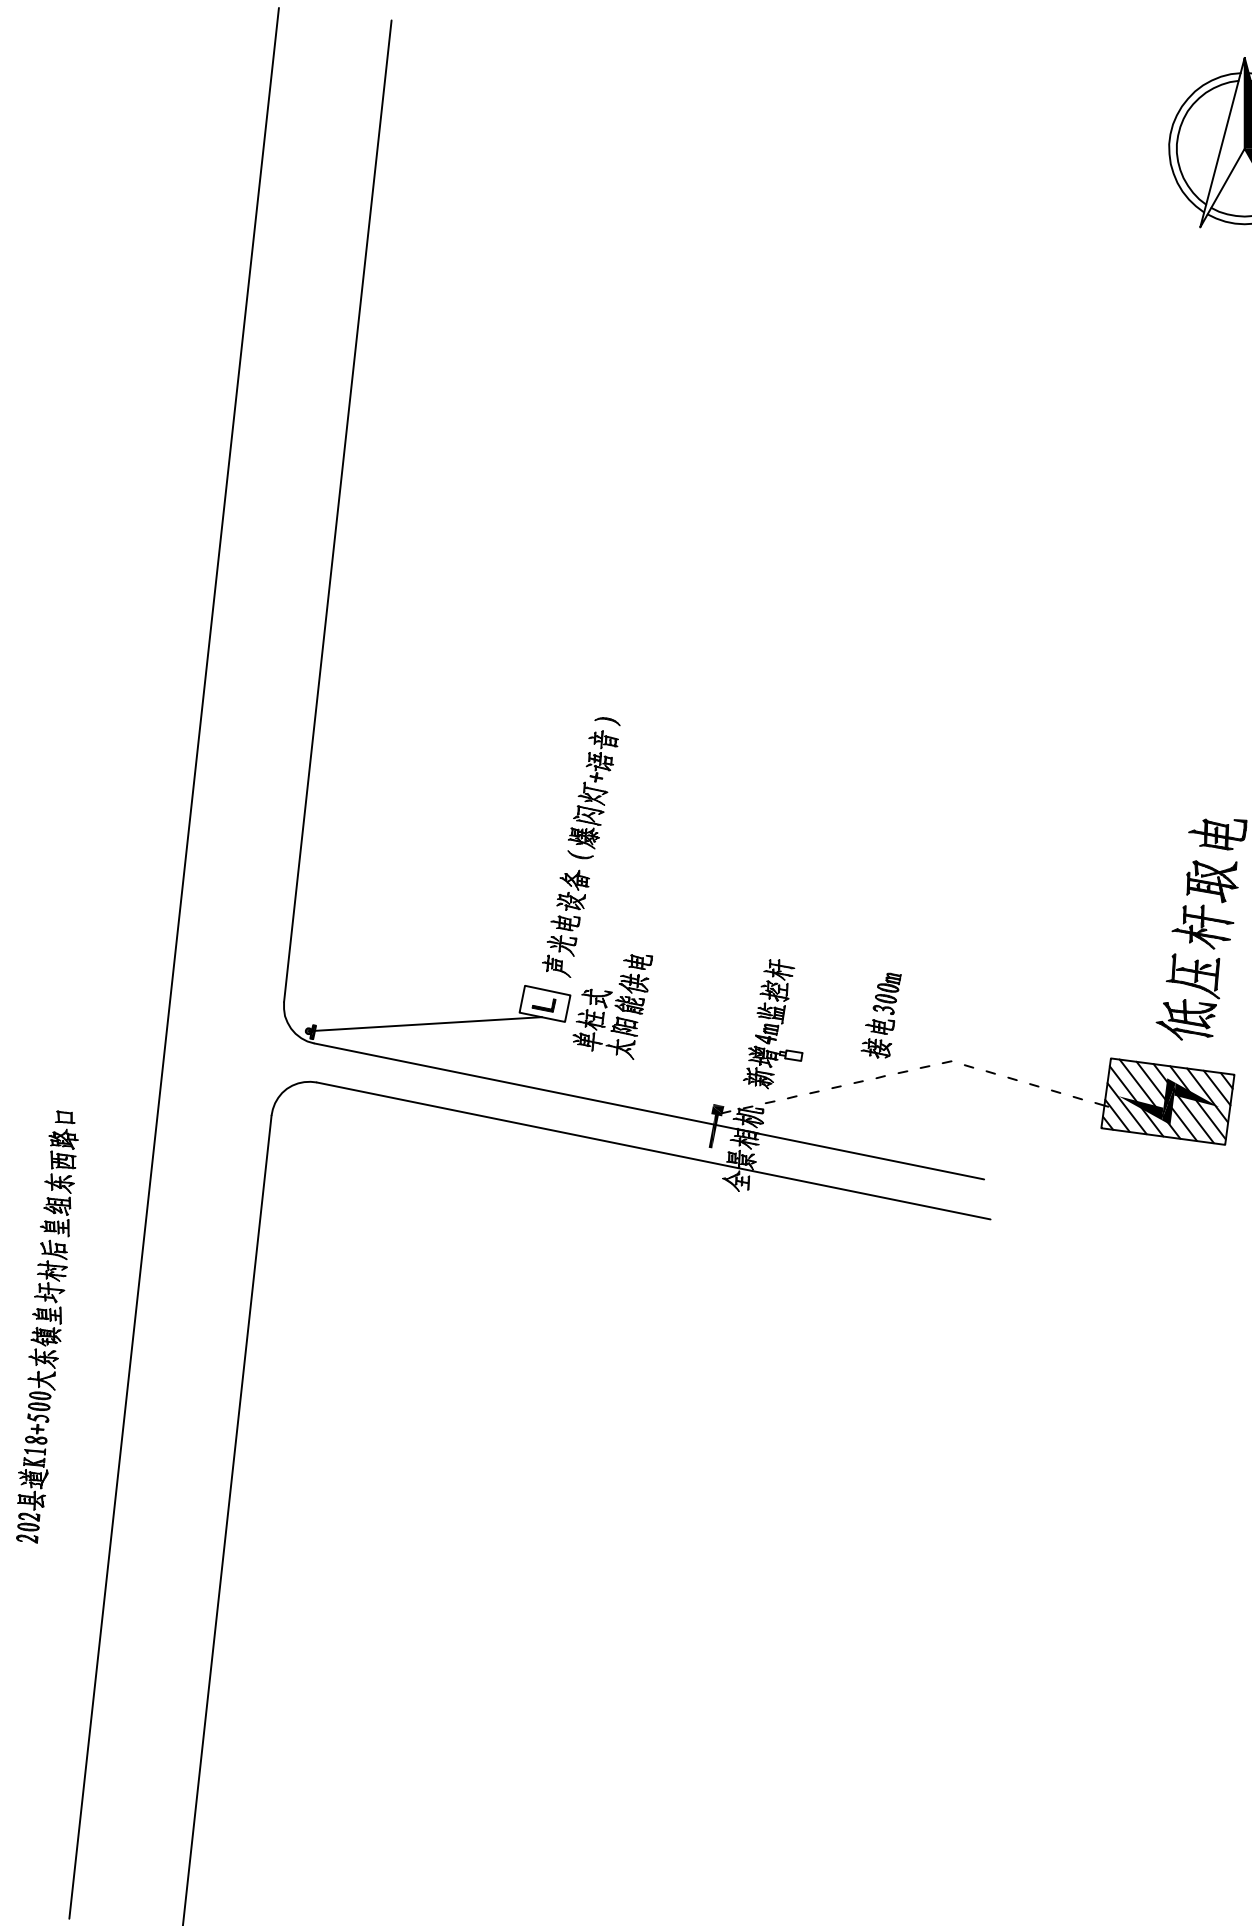 202县道K18+500大东镇皇圩村后皇组东西路口
L
声光电设备（爆闪灯+语音）
单柱式
太阳能供电
新增4m监控杆
全景相机
接电300m
低压杆取电